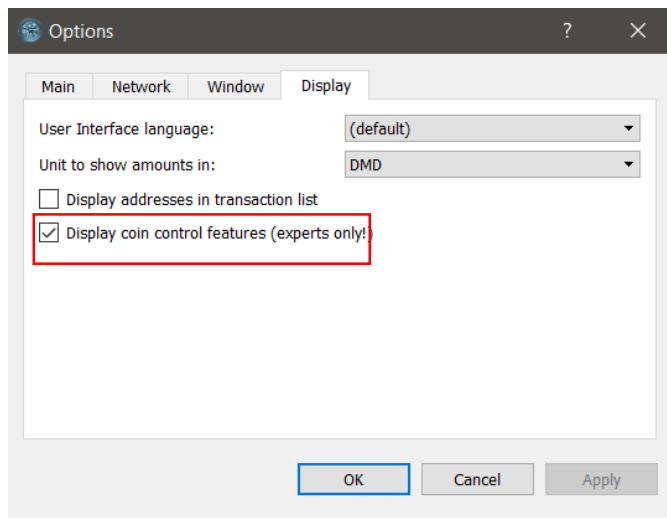 Options ?
Main Network Window Display
User Interface language: (default)
Unit to show amounts in: DMD
Display addresses in transaction list
Display coin control features (experts only!)
OK Cancel Apply